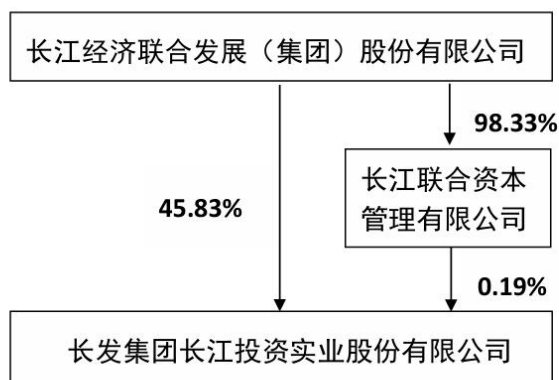 长江经济联合发展（集团）股份有限公司
98.33%
长江联合资本
管理有限公司
45.83%
0.19%
长发集团长江投资实业股份有限公司